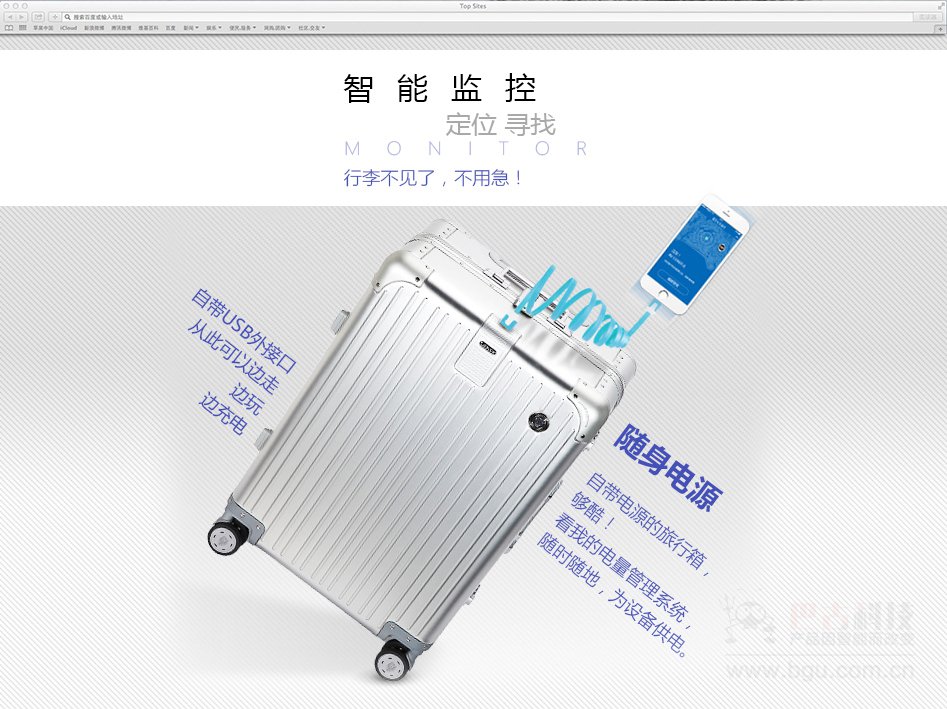 Top Sites
搜索百度或输入地址
苹果中国 iCloud 新浪微博 腾讯微博 维基百科 百度 新闻 娱乐 便民.服务 网购.团购 社区.交友
智能监控
定位 寻找
MONITOR
行李不见了，不用急！
自带USB外接口
从此可以边走
边玩
边充电
随身电源
自带电源的旅行箱，
够酷！
看我的电量管理系统，
随时随地，为设备供电。
www.bgd.com.cn